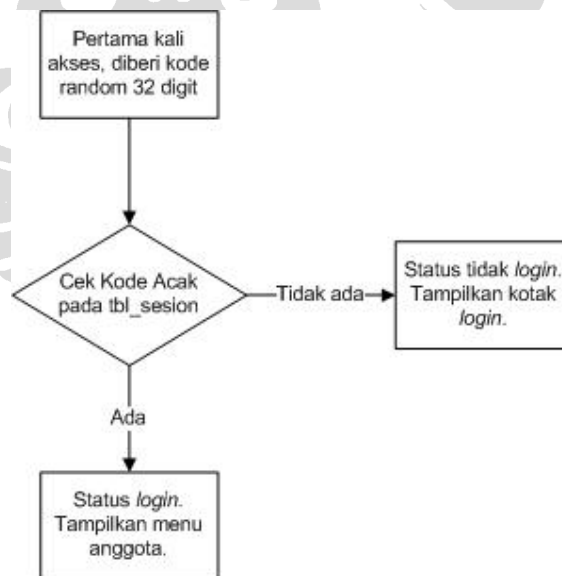 Pertama kali
akses, diberi kode
random 32 digit
Cek Kode Acak
pada tbl_sesion
Tidak ada
Status tidak login.
Tampilkan kotak
login.
Ada
Status login.
Tampilkan menu
anggota.